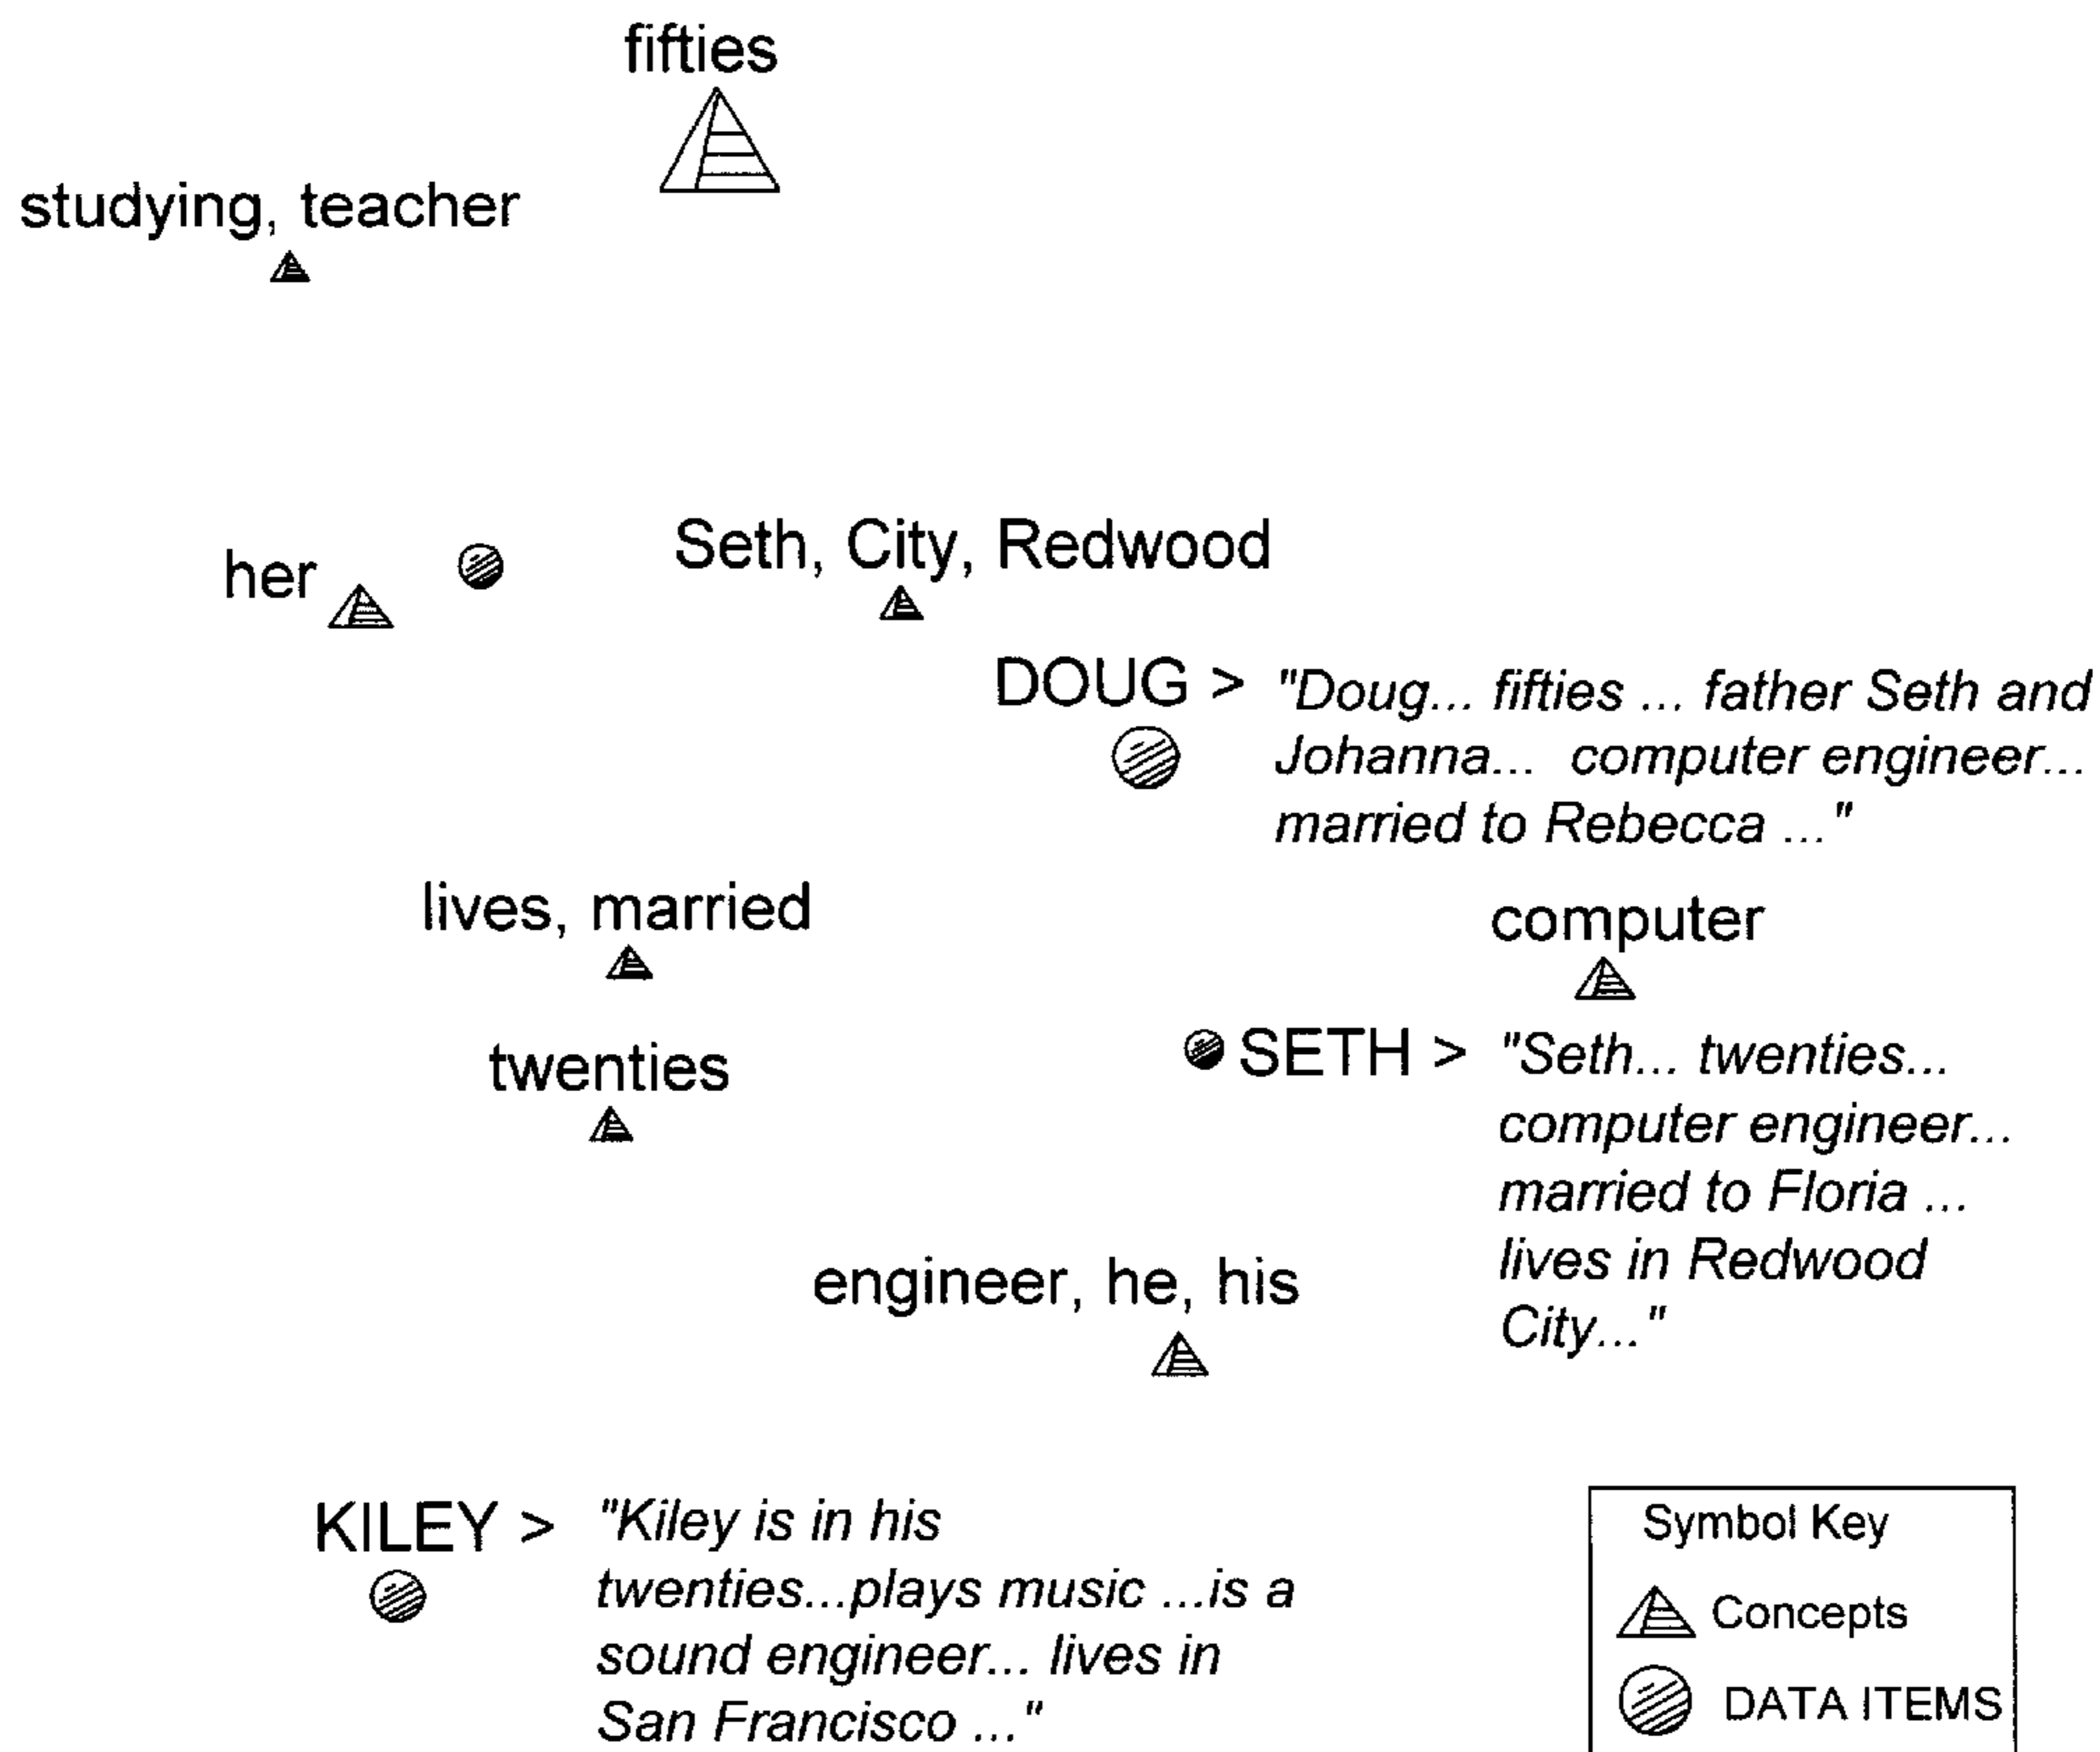 fifties
studying, teacher
her
Seth, City, Redwood
DOUG > "Doug... fifties ... father Seth and
Johanna... computer engineer...
married to Rebecca ..."
lives, married
computer
twenties
SETH > "Seth... twenties...
computer engineer...
married to Floria ...
lives in Redwood
City..."
engineer, he, his
KILEY > "Kiley is in his
twenties...plays music ...is a
sound engineer... lives in
San Francisco ..."
Symbol Key
Concepts
DATA ITEMS